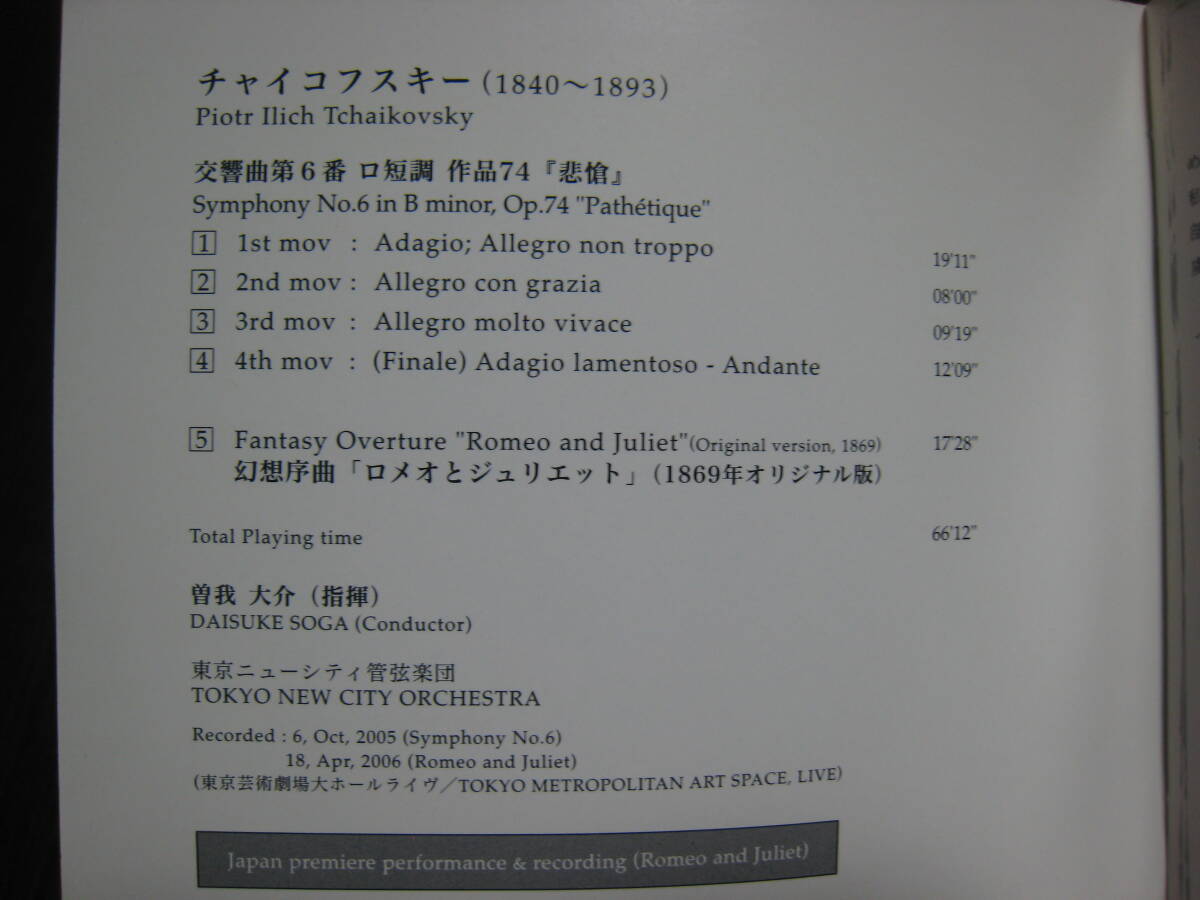 チャイコフスキー (1840〜1893)
Piotr Ilich Tchaikovsky
交響曲第６番 ロ短調 作品74『悲愴』
Symphony No.6 in B minor, Op.74 "Pathétique"
1 1st mov : Adagio; Allegro non troppo 19'11"
2 2nd mov : Allegro con grazia 08'00"
3 3rd mov : Allegro molto vivace 09'19"
4 4th mov : (Finale) Adagio lamentoso - Andante 12'09"
5 Fantasy Overture "Romeo and Juliet"(Original version, 1869) 17'28"
幻想序曲「ロメオとジュリエット」(1869年オリジナル版)
Total Playing time 66'12"
曽我 大介（指揮）
DAISUKE SOGA (Conductor)
東京ニューシティ管弦楽団
TOKYO NEW CITY ORCHESTRA
Recorded : 6, Oct, 2005 (Symphony No.6)
18, Apr, 2006 (Romeo and Juliet)
(東京芸術劇場大ホールライヴ／TOKYO METROPOLITAN ART SPACE, LIVE)
Japan premiere performance & recording (Romeo and Juliet)